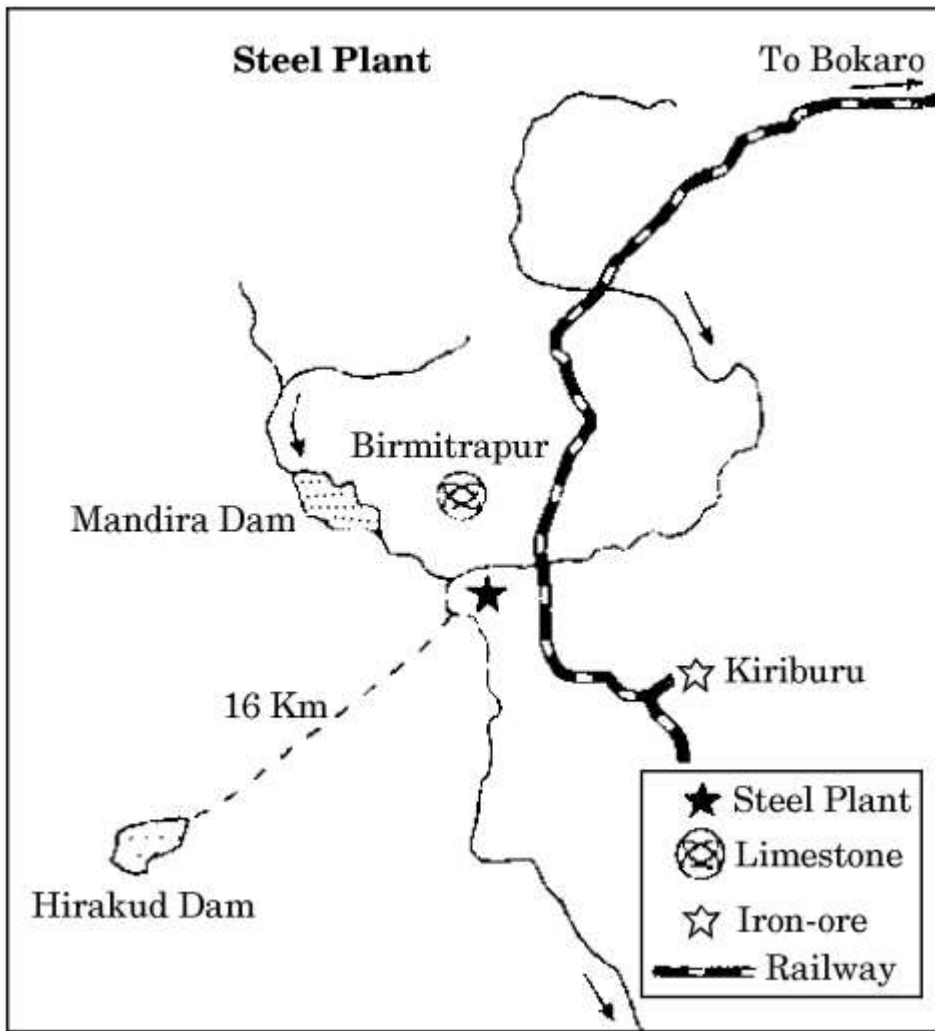 Steel Plant
To Bokaro
Birmitrapur
Mandira Dam
Kiriburu
16 Km
Hirakud Dam
Steel Plant
Limestone
Iron-ore
Railway